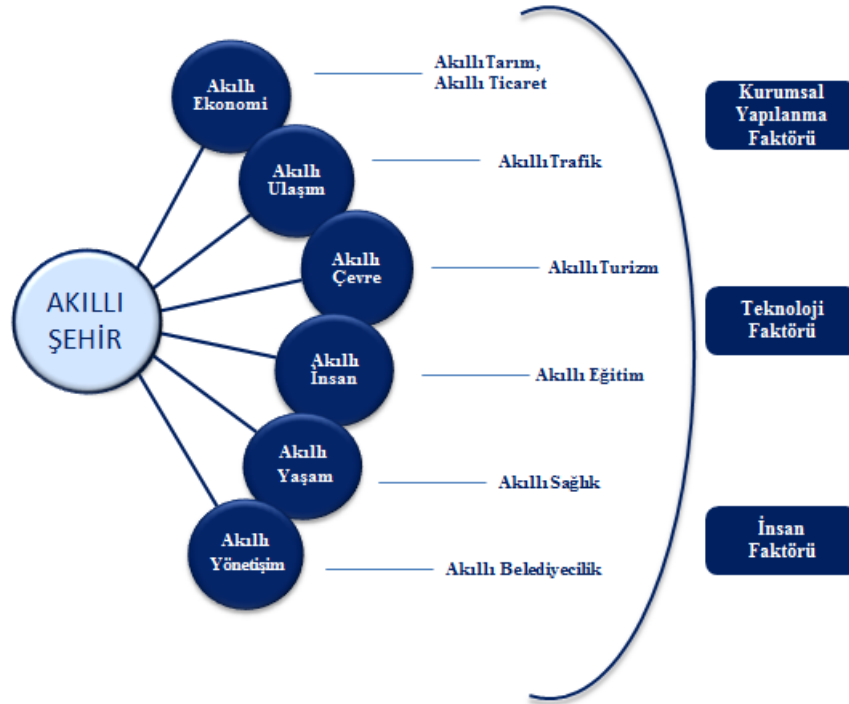 AKILLI
ŞEHİR
Akıllı
Ekonomi
Akıllı Tarım,
Akıllı Ticaret
Akıllı
Ulaşım
Akıllı Trafik
Akıllı
Çevre
Akıllı Turizm
Akıllı
İnsan
Akıllı Eğitim
Akıllı
Yaşam
Akıllı Sağlık
Akıllı
Yönetişim
Akıllı Belediyecilik
Kurumsal
Yapılanma
Faktörü
Teknoloji
Faktörü
İnsan
Faktörü